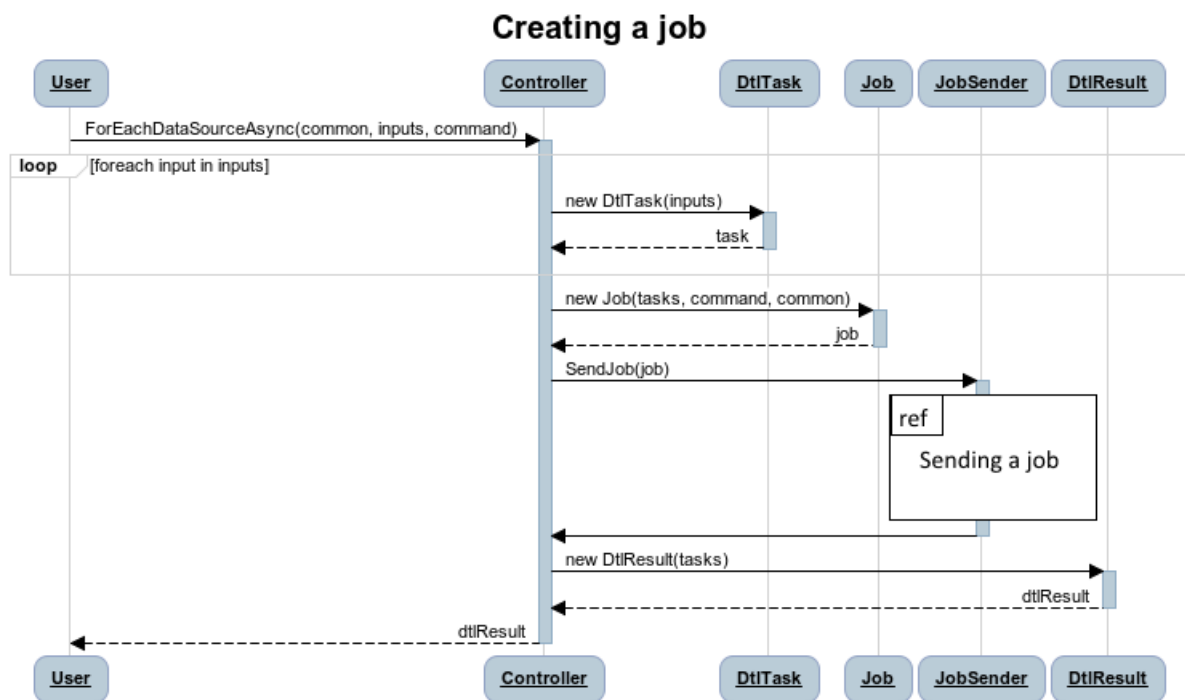 Creating a job
User Controller DtlTask Job JobSender DtlResult
ForEachDataSourceAsync(common, inputs, command)
loop [foreach input in inputs]
new DtlTask(inputs)
task
new Job(tasks, command, common)
job
SendJob(job)
ref
Sending a job
new DtlResult(tasks)
dtlResult
dtlResult
User Controller DtlTask Job JobSender DtlResult